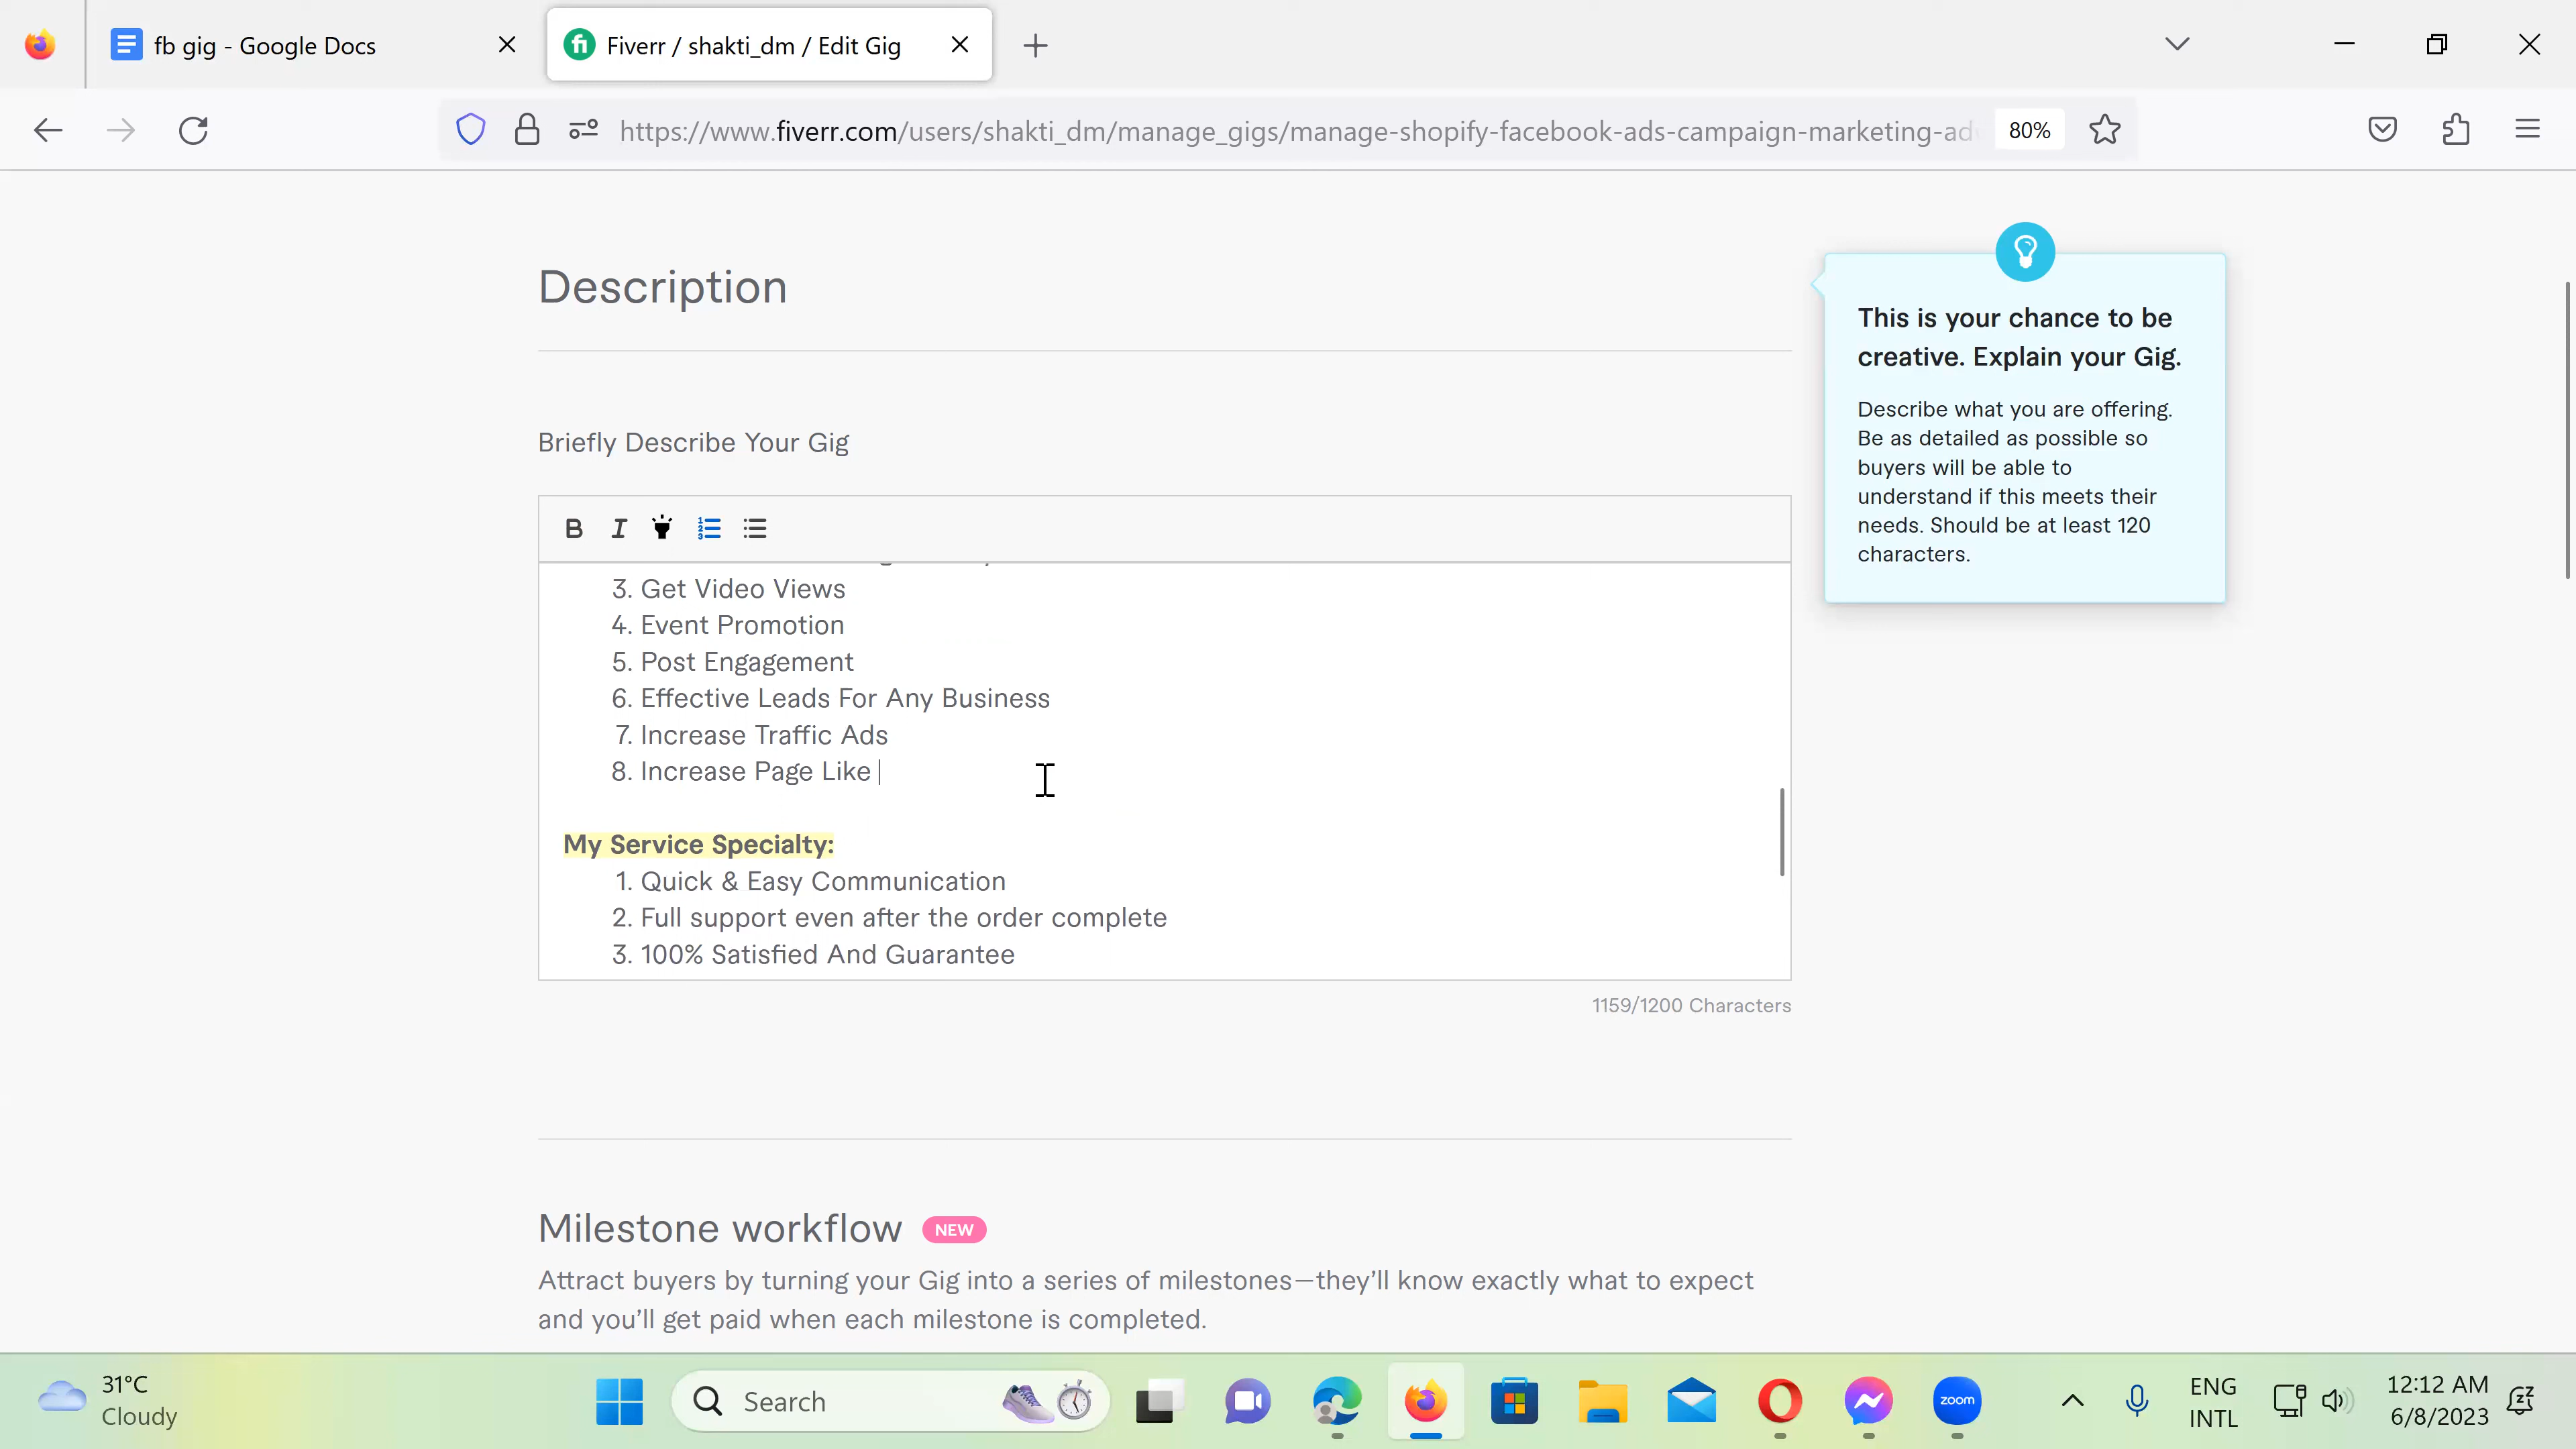 fb gig - Google Docs
Fiverr / shakti_dm / Edit Gig
https://www.fiverr.com/users/shakti_dm/manage_gigs/manage-shopify-facebook-ads-campaign-marketing-ad
80%
Description
This is your chance to be
creative. Explain your Gig.
Describe what you are offering.
Be as detailed as possible so
buyers will be able to
understand if this meets their
needs. Should be at least 120
characters.
Briefly Describe Your Gig
3. Get Video Views
4. Event Promotion
5. Post Engagement
6. Effective Leads For Any Business
7. Increase Traffic Ads
8. Increase Page Like
My Service Specialty:
1. Quick & Easy Communication
2. Full support even after the order complete
3. 100% Satisfied And Guarantee
1159/1200 Characters
Milestone workflow NEW
Attract buyers by turning your Gig into a series of milestones—they'll know exactly what to expect
and you'll get paid when each milestone is completed.
31°C
Cloudy
Search
zoom
ENG
INTL
12:12 AM
6/8/2023